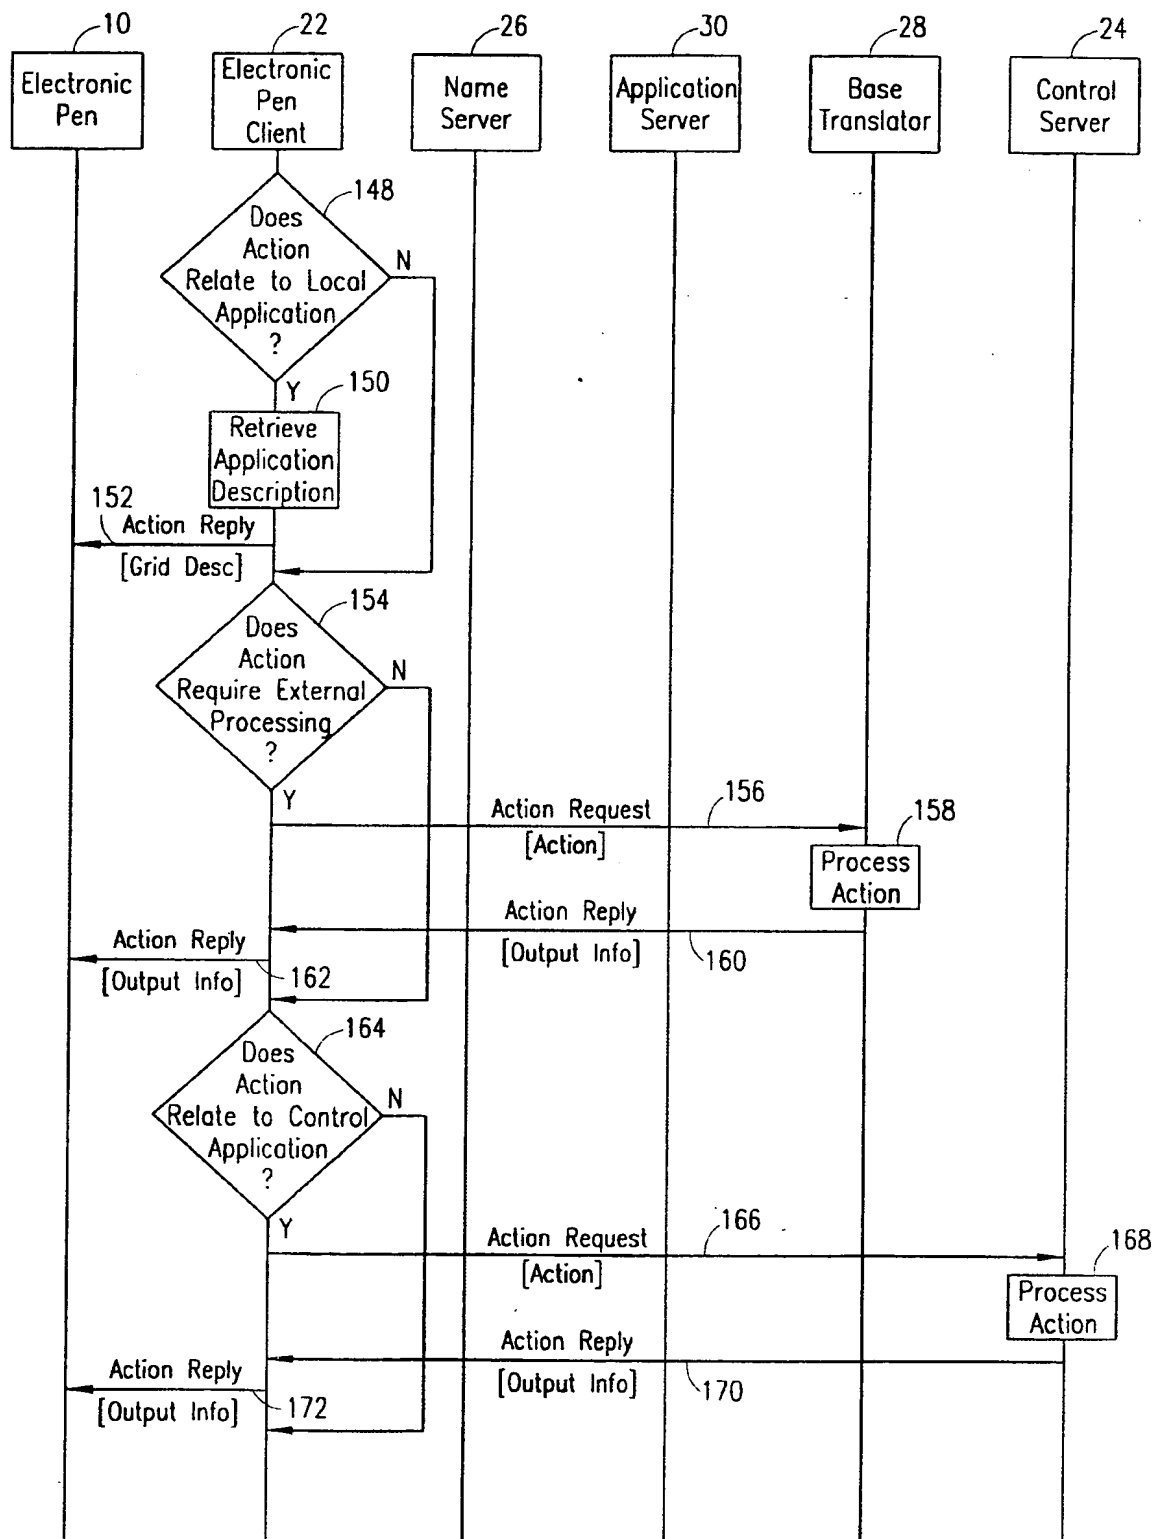 10
22
26
30
28
24
Electronic
Pen
Electronic
Pen
Client
Name
Server
Application
Server
Base
Translator
Control
Server
148
Does
Action
Relate to Local
Application
?
N
Y
150
Retrieve
Application
Description
152
Action Reply
[Grid Desc]
154
Does
Action
Require External
Processing
?
N
Y
Action Request
156
[Action]
158
Process
Action
Action Reply
[Output Info]
160
Action Reply
[Output Info]
162
164
Does
Action
Relate to Control
Application
?
N
Y
Action Request
166
[Action]
168
Process
Action
Action Reply
[Output Info]
170
Action Reply
[Output Info]
172